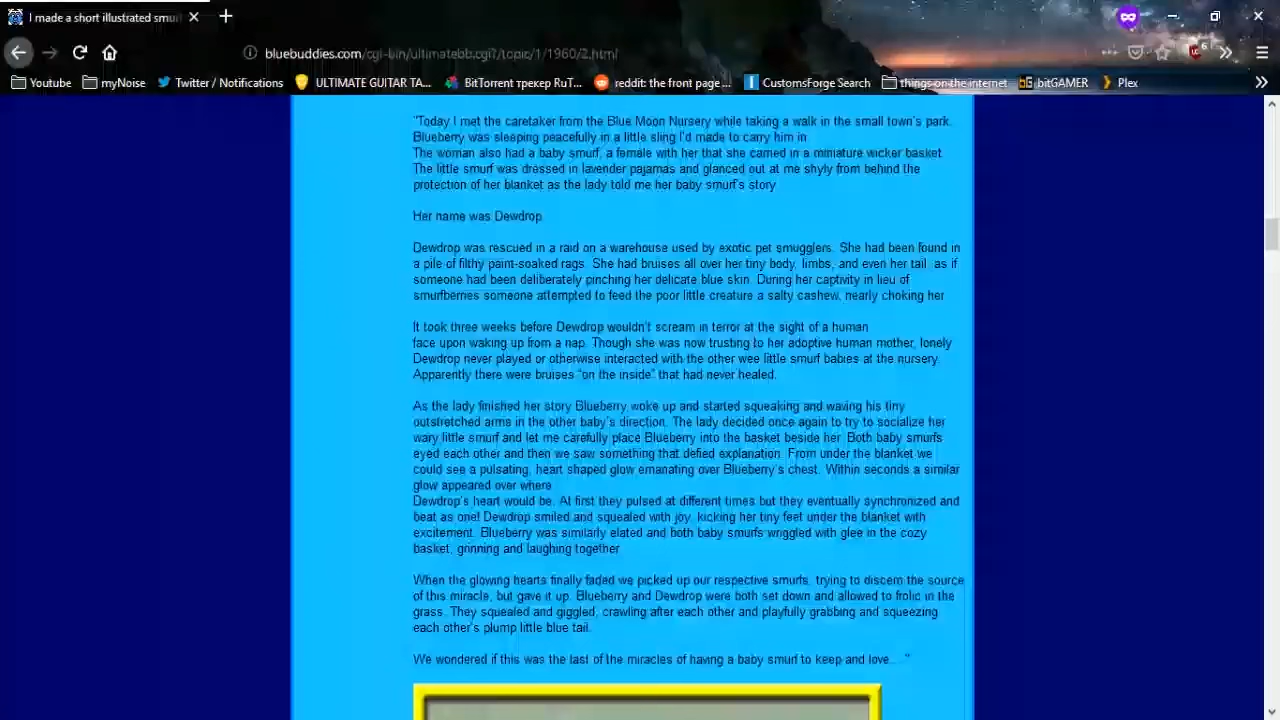 I made a short illustrated smur
bluebuddies.com/cgi-bin/ultimatebb.cgi?/topic/1/1960/2.html
Youtube
myNoise
Twitter / Notifications
ULTIMATE GUITAR TA...
BitTorrent трекер RuT...
reddit: the front page ...
CustomsForge Search
things on the internet
bitGAMER
Plex
"Today I met the caretaker from the Blue Moon Nursery while taking a walk in the small town's park.
Blueberry was sleeping peacefully in a little sling I'd made to carry him in.
The woman also had a baby smurf, a female with her that she carried in a miniature wicker basket.
The little smurf was dressed in lavender pajamas and glanced out at me shyly from behind the
protection of her blanket as the lady told me her baby smurf's story.
Her name was Dewdrop.
Dewdrop was rescued in a raid on a warehouse used by exotic pet smugglers. She had been found in
a pile of filthy paint-soaked rags. She had bruises all over her tiny body, limbs, and even her tail, as if
someone had been deliberately pinching her delicate blue skin. During her captivity in lieu of
smurfberries someone attempted to feed the poor little creature a salty cashew, nearly choking her.
It took three weeks before Dewdrop wouldn't scream in terror at the sight of a human
face upon waking up from a nap. Though she was now trusting to her adoptive human mother, lonely
Dewdrop never played or otherwise interacted with the other wee little smurf babies at the nursery.
Apparently there were bruises "on the inside" that had never healed.
As the lady finished her story Blueberry woke up and started squeaking and waving his tiny
outstretched arms in the other baby's direction. The lady decided once again to try to socialize her
wary little smurf and let me carefully place Blueberry into the basket beside her. Both baby smurfs
eyed each other and then we saw something that defied explanation. From under the blanket we
could see a pulsating, heart shaped glow emanating over Blueberry's chest. Within seconds a similar
glow appeared over where
Dewdrop's heart would be. At first they pulsed at different times but they eventually synchronized and
beat as one! Dewdrop smiled and squealed with joy, kicking her tiny feet under the blanket with
excitement. Blueberry was similarly elated and both baby smurfs wriggled with glee in the cozy
basket, grinning and laughing together.
When the glowing hearts finally faded we picked up our respective smurfs, trying to discern the source
of this miracle, but gave it up. Blueberry and Dewdrop were both set down and allowed to frolic in the
grass. They squealed and giggled, crawling after each other and playfully grabbing and squeezing
each other's plump little blue tail.
We wondered if this was the last of the miracles of having a baby smurf to keep and love...."